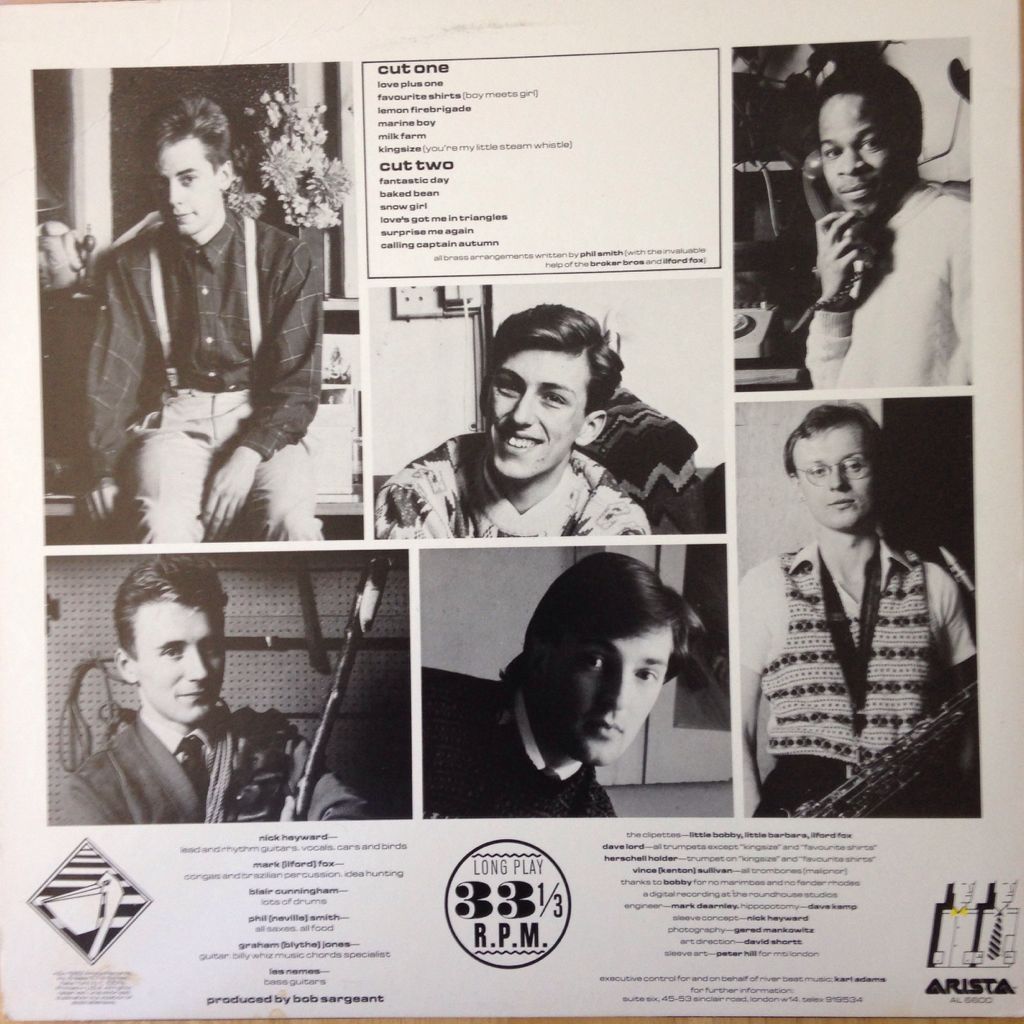 cut one
love plus one
favourite shirts (boy meets girl)
lemon firebrigade
marine boy
milk farm
kingsize (you're my little steam whistle)
cut two
fantastic day
baked bean
snow girl
love's got me in triangles
surprise me again
calling captain autumn
all brass arrangements written by phil smith (with the invaluable
help of the broker bros and ilford fox)
nick heyward—
lead and rhythm guitars, vocals, cars and birds
mark (ilford) fox—
congas and brazilian percussion, idea hunting
blair cunningham—
lots of drums
phil (neville) smith—
all saxes, all food
graham (blythe) jones—
guitar, billy whiz music chords specialist
les nemes—
bass guitars
produced by bob sargeant
LONG PLAY
33 1/3
R.P.M.
the clipettes—little bobby, little barbara, ilford fox
dave lord—all trumpets except "kingsize" and "favourite shirts"
herschell holder—trumpet on "kingsize" and "favourite shirts"
vince (kenton) sullivan—all trombones (malipnor)
thanks to bobby for no marimbas and no fender rhodes
a digital recording at the roundhouse studios
engineer—mark dearnley, hippopotomy—dave kemp
sleeve concept—nick heyward
photography—gered mankowitz
art direction—david shortt
sleeve art—peter hill for mts london
executive control for and on behalf of river beat music: karl adams
for further information:
suite six, 45-53 sinclair road, london w14. telex 919534
ARISTA
AL 6600